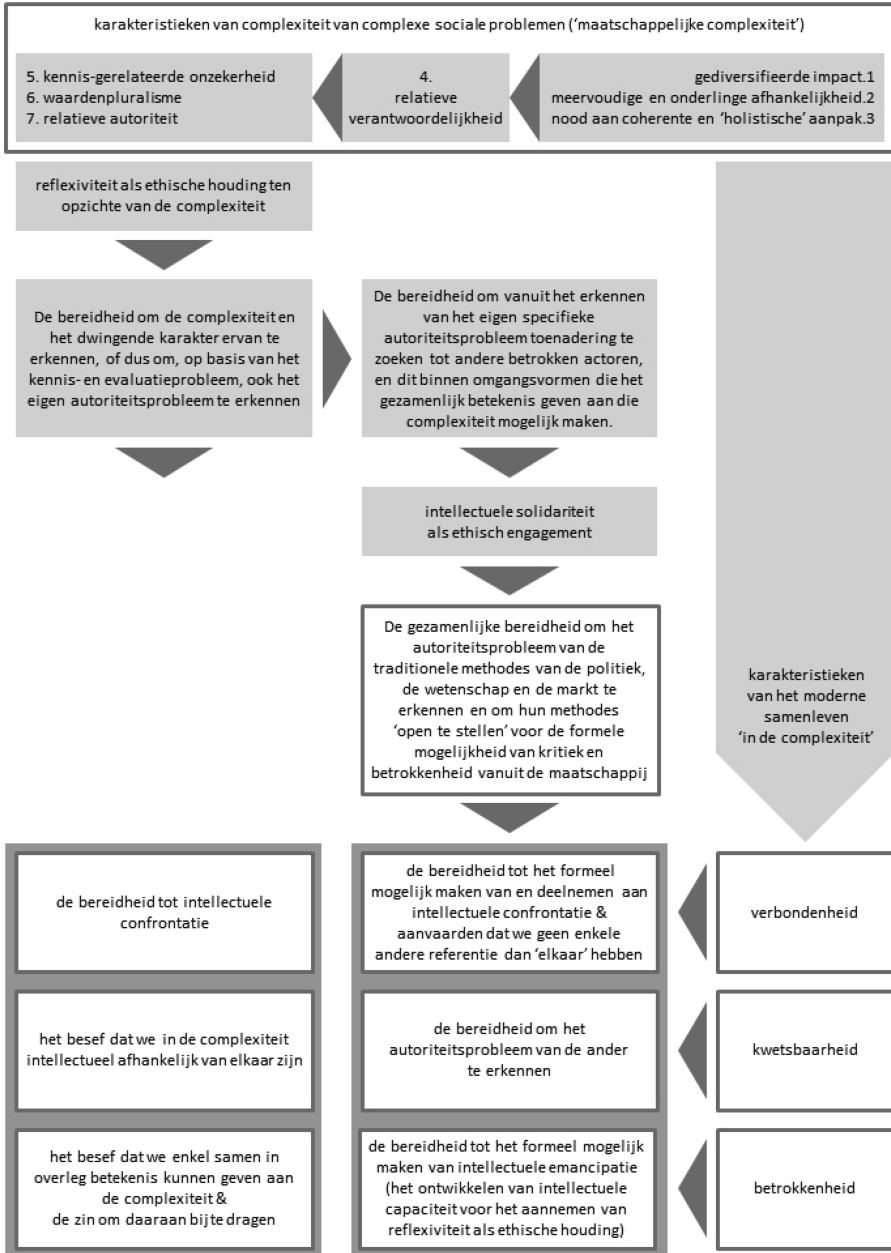 karakteristieken van complexiteit van complexe sociale problemen (‘maatschappelijke complexiteit’)
5. kennis-gerelateerde onzekerheid
6. waardenpluralisme
7. relatieve autoriteit
4.
relatieve
verantwoordelijkheid
gediversifieerde impact.1
meervoudige en onderlinge afhankelijkheid.2
nood aan coherente en ‘holistische’ aanpak.3
reflexiviteit als ethische houding ten
opzichte van de complexiteit
De bereidheid om de complexiteit en
het dwingende karakter ervan te
erkennen, of dus om, op basis van het
kennis- en evaluatieprobleem, ook het
eigen autoriteitsprobleem te erkennen
De bereidheid om vanuit het erkennen
van het eigen specifieke
autoriteitsprobleem toenadering te
zoeken tot andere betrokken actoren,
en dit binnen omgangsvormen die het
gezamenlijk betekenis geven aan die
complexiteit mogelijk maken.
intellectuele solidariteit
als ethisch engagement
De gezamenlijke bereidheid om het
autoriteitsprobleem van de
traditionele methodes van de politiek,
de wetenschap en de markt te
erkennen en om hun methodes
‘open te stellen’ voor de formele
mogelijkheid van kritiek en
betrokkenheid vanuit de maatschappij
karakteristieken
van het moderne
samenleven
‘in de complexiteit’
de bereidheid tot intellectuele
confrontatie
de bereidheid tot het formeel
mogelijk maken van en deelnemen aan
intellectuele confrontatie &
aanvaarden dat we geen enkele
andere referentie dan ‘elkaar’ hebben
verbondenheid
het besef dat we in de complexiteit
intellectueel afhankelijk van elkaar zijn
de bereidheid om het
autoriteitsprobleem van de ander
te erkennen
kwetsbaarheid
het besef dat we enkel samen in
overleg betekenis kunnen geven aan
de complexiteit &
de zin om daaraan bij te dragen
de bereidheid tot het formeel mogelijk
maken van intellectuele emancipatie
(het ontwikkelen van intellectuele
capaciteit voor het aannemen van
reflexiviteit als ethische houding)
betrokkenheid